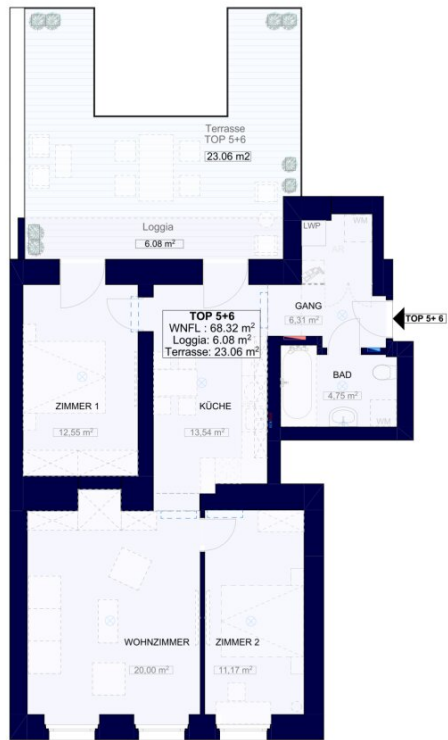 Terrasse
TOP 5+6
23.06 m2
Loggia
6.08 m²
LWP
WM
GANG
6,31 m²
TOP 5+ 6
TOP 5+6
WNFL : 68.32 m²
Loggia: 6.08 m²
Terrasse: 23.06 m²
BAD
4,75 m²
WM
ZIMMER 1
12,55 m²
KÜCHE
13,54 m²
WOHNZIMMER
20,00 m²
ZIMMER 2
11,17 m²